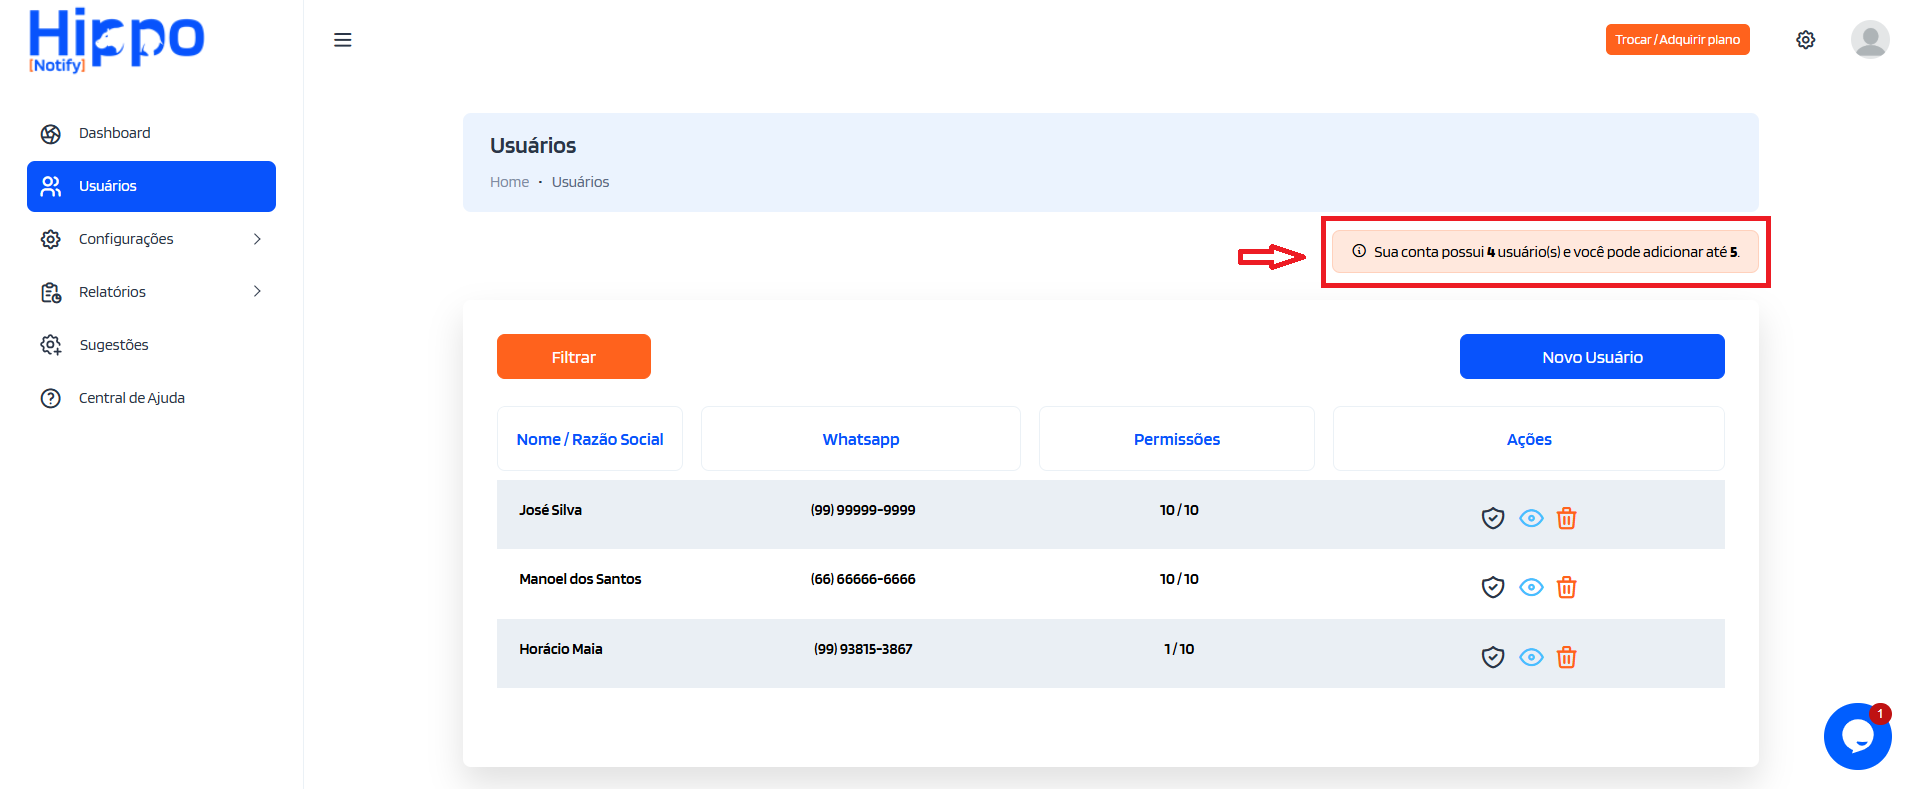 Hippo
[Notify]
Trocar / Adquirir plano
Dashboard
Usuários
Configurações
Relatórios
Sugestões
Central de Ajuda
Usuários
Home • Usuários
Sua conta possui 4 usuário(s) e você pode adicionar até 5.
Filtrar
Novo Usuário
Nome / Razão Social Whatsapp Permissões Ações
José Silva (99) 99999-9999 10 / 10
Manoel dos Santos (66) 66666-6666 10 / 10
Horácio Maia (99) 93815-3867 1 / 10
1